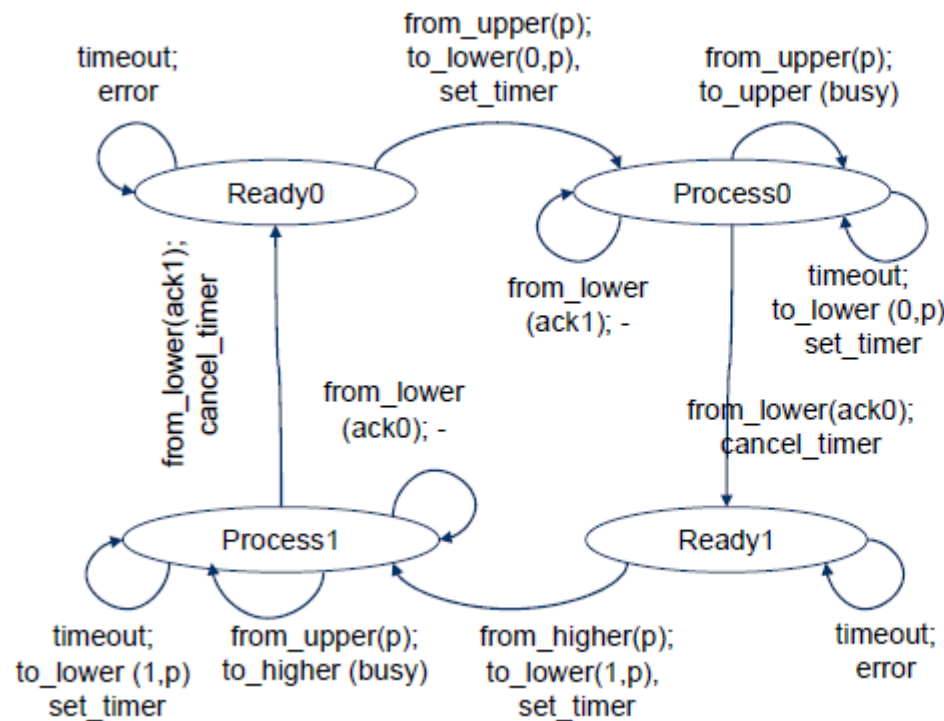 timeout;
error
from_upper(p);
to_lower(0,p),
set_timer
from_upper(p);
to_upper (busy)
Ready0
Process0
from_lower
(ack1); -
timeout;
to_lower (0,p)
set_timer
from_lower(ack1);
cancel_timer
from_lower
(ack0); -
from_lower(ack0);
cancel_timer
Process1
Ready1
timeout;
to_lower (1,p)
set_timer
from_upper(p);
to_higher (busy)
from_higher(p);
to_lower(1,p),
set_timer
timeout;
error